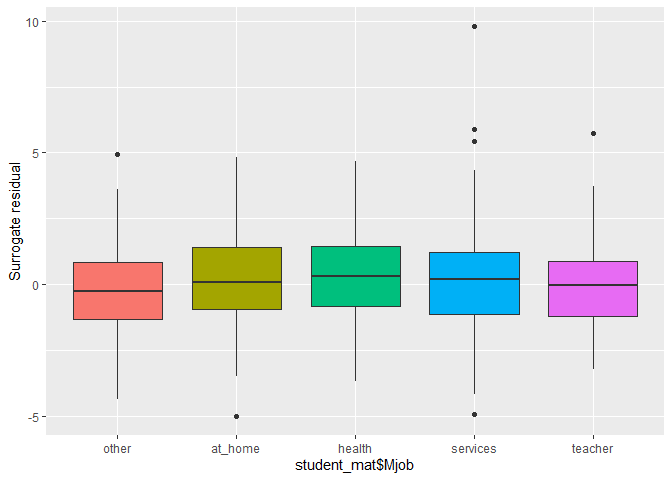 10
5
0
-5
Surrogate residual
other at_home health services teacher
student_mat$Mjob